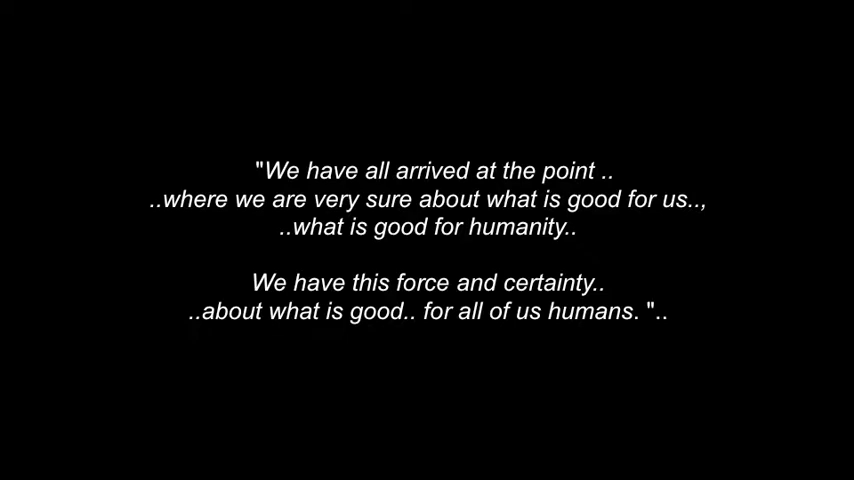 "We have all arrived at the point ..
..where we are very sure about what is good for us..,
..what is good for humanity..
We have this force and certainty..
..about what is good.. for all of us humans. "..